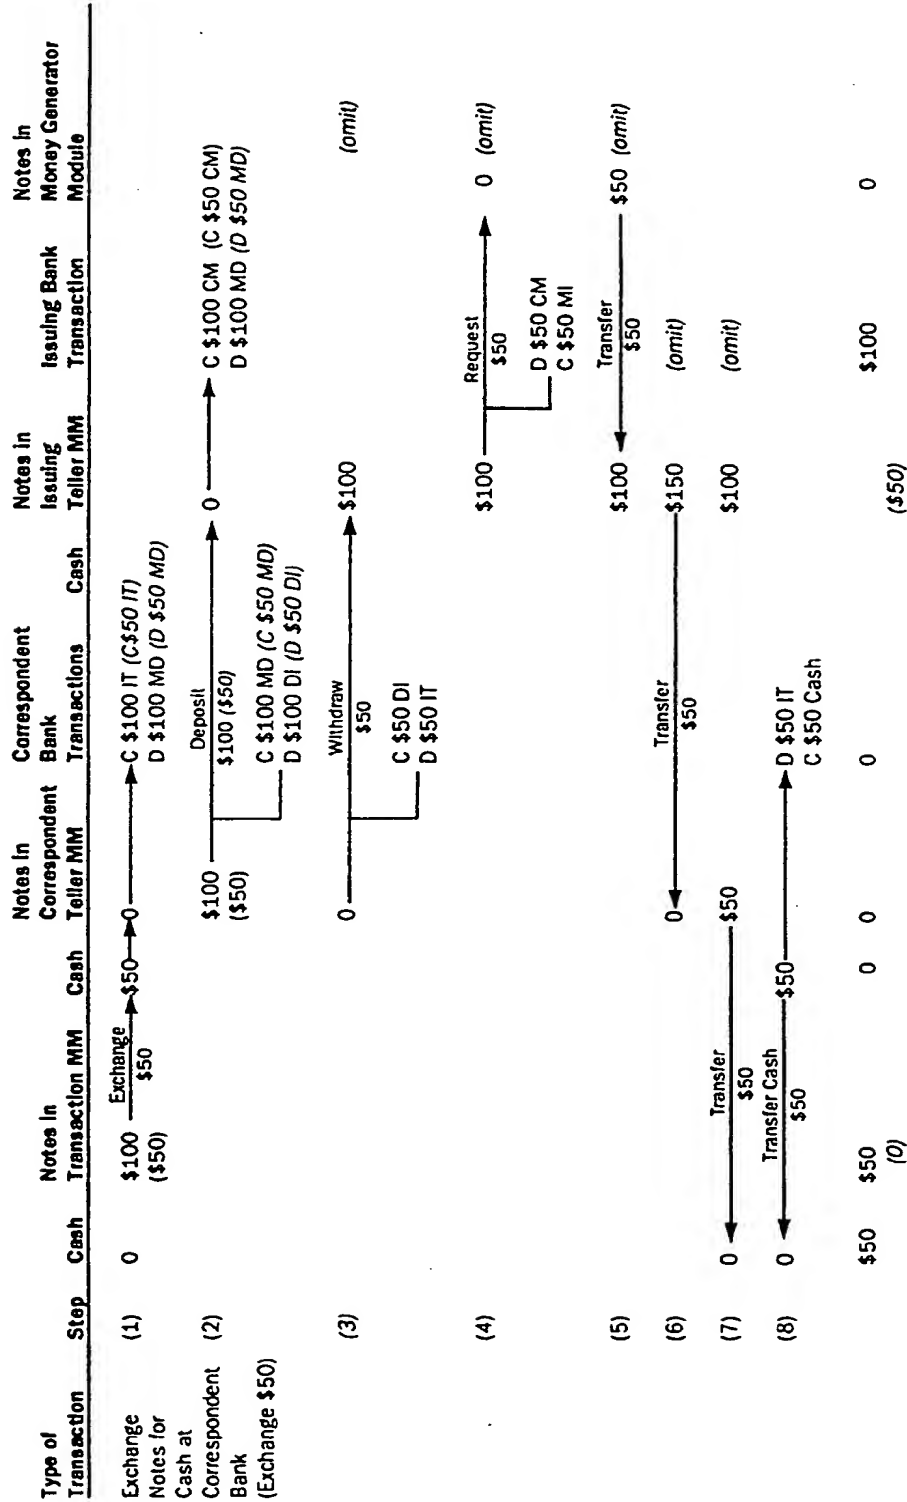 Type of Transaction
Step
Cash
Notes In Transaction MM
Cash
Notes In Correspondent Teller MM
Correspondent Bank Transactions
Cash
Notes In Issuing Teller MM
Issuing Bank Transaction
Notes In Money Generator Module
Exchange
Notes for
Cash at
Correspondent
Bank
(Exchange $50)
(1)
0
$100
($50)
Exchange
$50
$50
0
C $100 IT (C$50 IT)
D $100 MD (D $50 MD)
(2)
$100
($50)
Deposit
$100 ($50)
C $100 MD (C $50 MD)
D $100 DI (D $50 DI)
0
C $100 CM (C $50 CM)
D $100 MD (D $50 MD)
(3)
0
Withdraw
$50
C $50 DI
D $50 IT
$100
(omit)
(4)
$100
Request
$50
D $50 CM
C $50 MI
0 (omit)
(5)
$100
Transfer
$50
$50 (omit)
(6)
0
Transfer
$50
$150
(omit)
(7)
0
Transfer
$50
$50
$100
(omit)
(8)
0
Transfer Cash
$50
$50
D $50 IT
C $50 Cash
$50
$50
(0)
0
0
0
($50)
$100
0